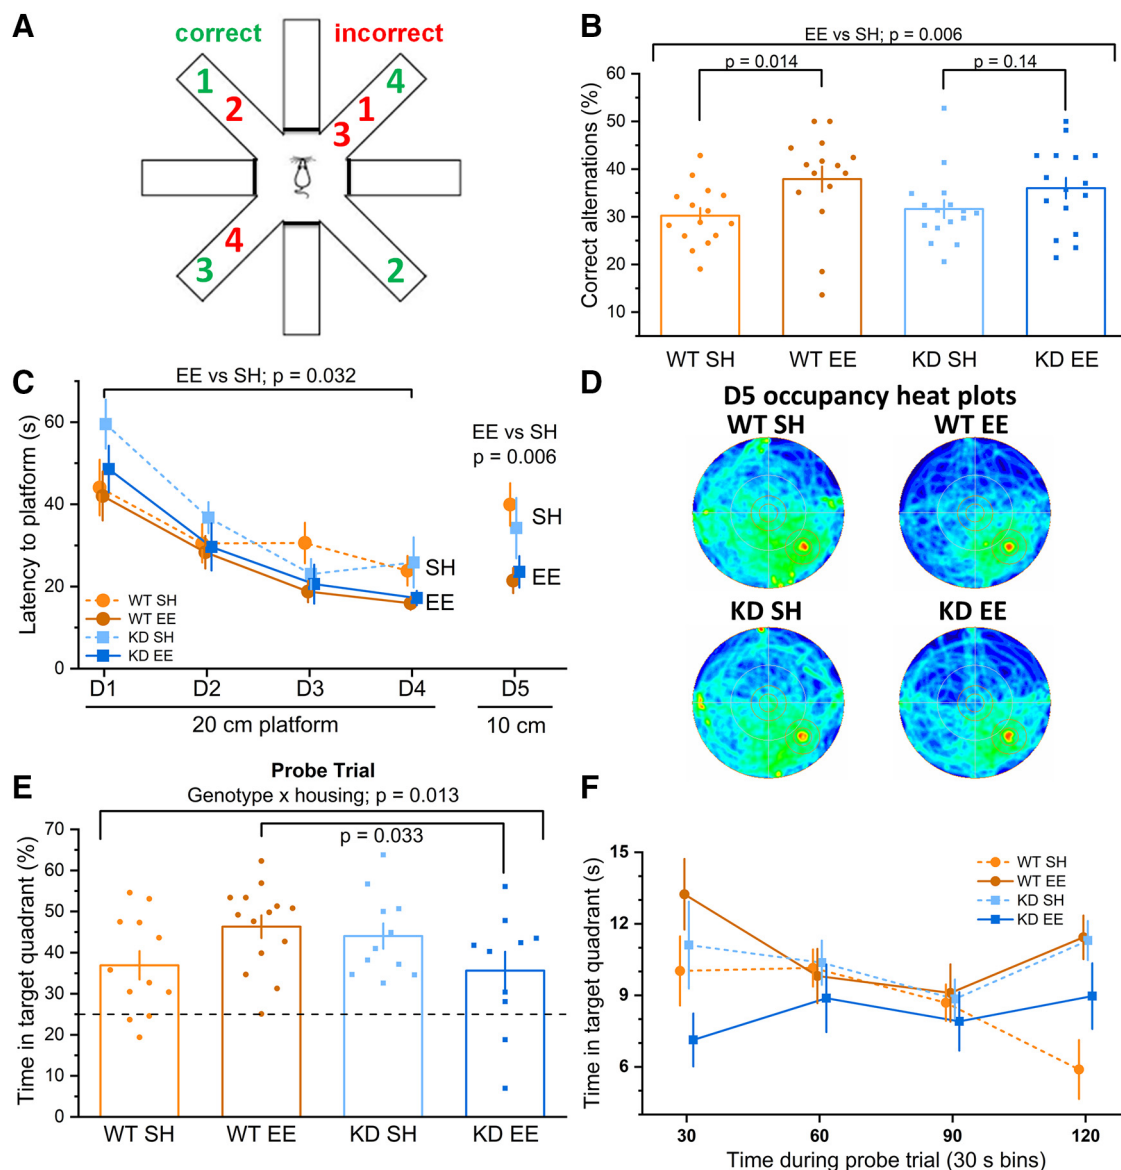 A
correct
incorrect
1
4
2
1
3
4
3
2
B
EE vs SH; p = 0.006
p = 0.014
p = 0.14
Correct alternations (%)
60
50
40
30
20
10
WT SH
WT EE
KD SH
KD EE
C
EE vs SH; p = 0.032
EE vs SH
p = 0.006
Latency to platform (s)
60
40
20
0
SH
EE
SH
EE
WT SH
WT EE
KD SH
KD EE
D1
D2
D3
D4
D5
20 cm platform
10 cm
D
D5 occupancy heat plots
WT SH
WT EE
KD SH
KD EE
E
Probe Trial
Genotype x housing; p = 0.013
p = 0.033
Time in target quadrant (%)
70
60
50
40
30
20
10
0
WT SH
WT EE
KD SH
KD EE
F
Time in target quadrant (s)
15
12
9
6
WT SH
WT EE
KD SH
KD EE
30
60
90
120
Time during probe trial (30 s bins)